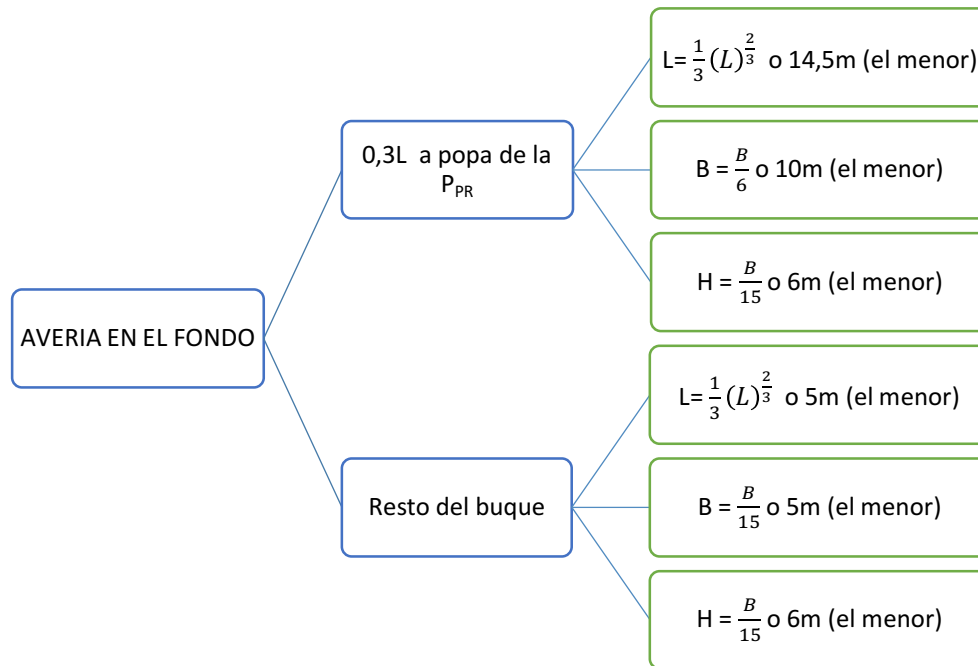 L= 1/3 (L)^2/3 o 14,5m (el menor)
0,3L a popa de la
P_PR
B = B/6 o 10m (el menor)
H = B/15 o 6m (el menor)
AVERIA EN EL FONDO
L= 1/3 (L)^2/3 o 5m (el menor)
Resto del buque
B = B/15 o 5m (el menor)
H = B/15 o 6m (el menor)